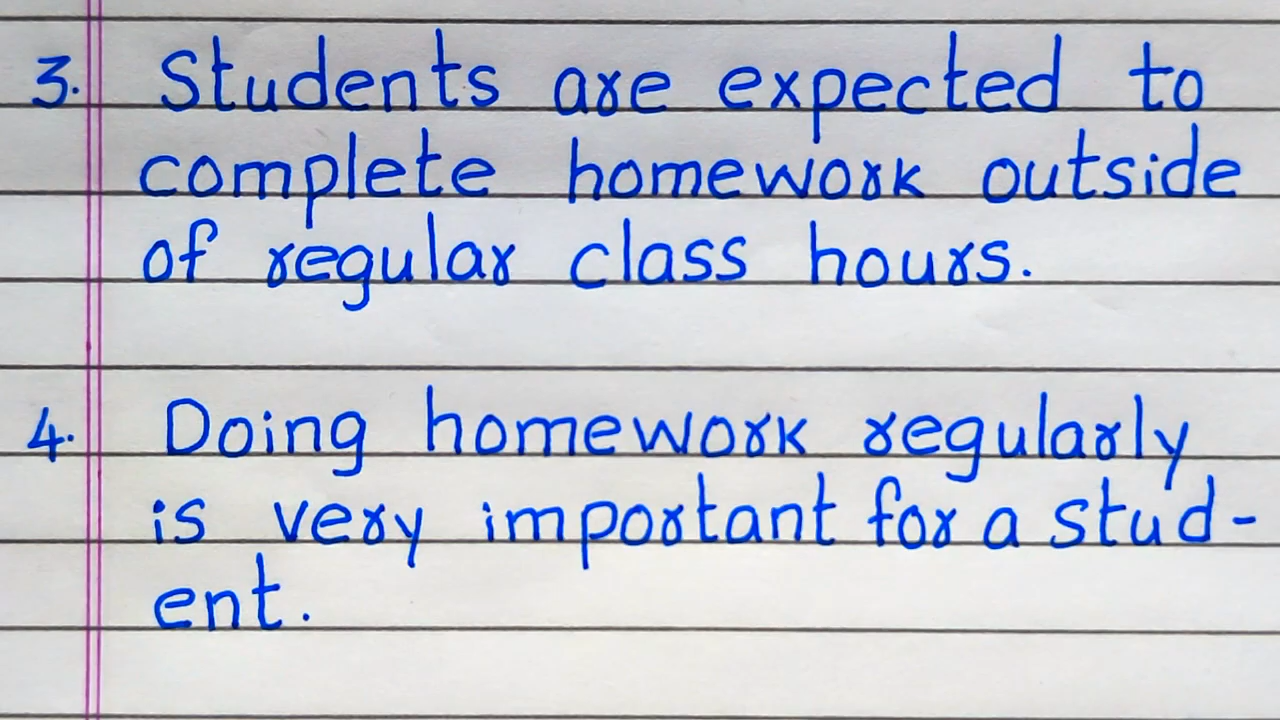 3. Students are expected to
complete homework outside
of regular class hours.
4. Doing homework regularly
is very important for a stud-
ent.